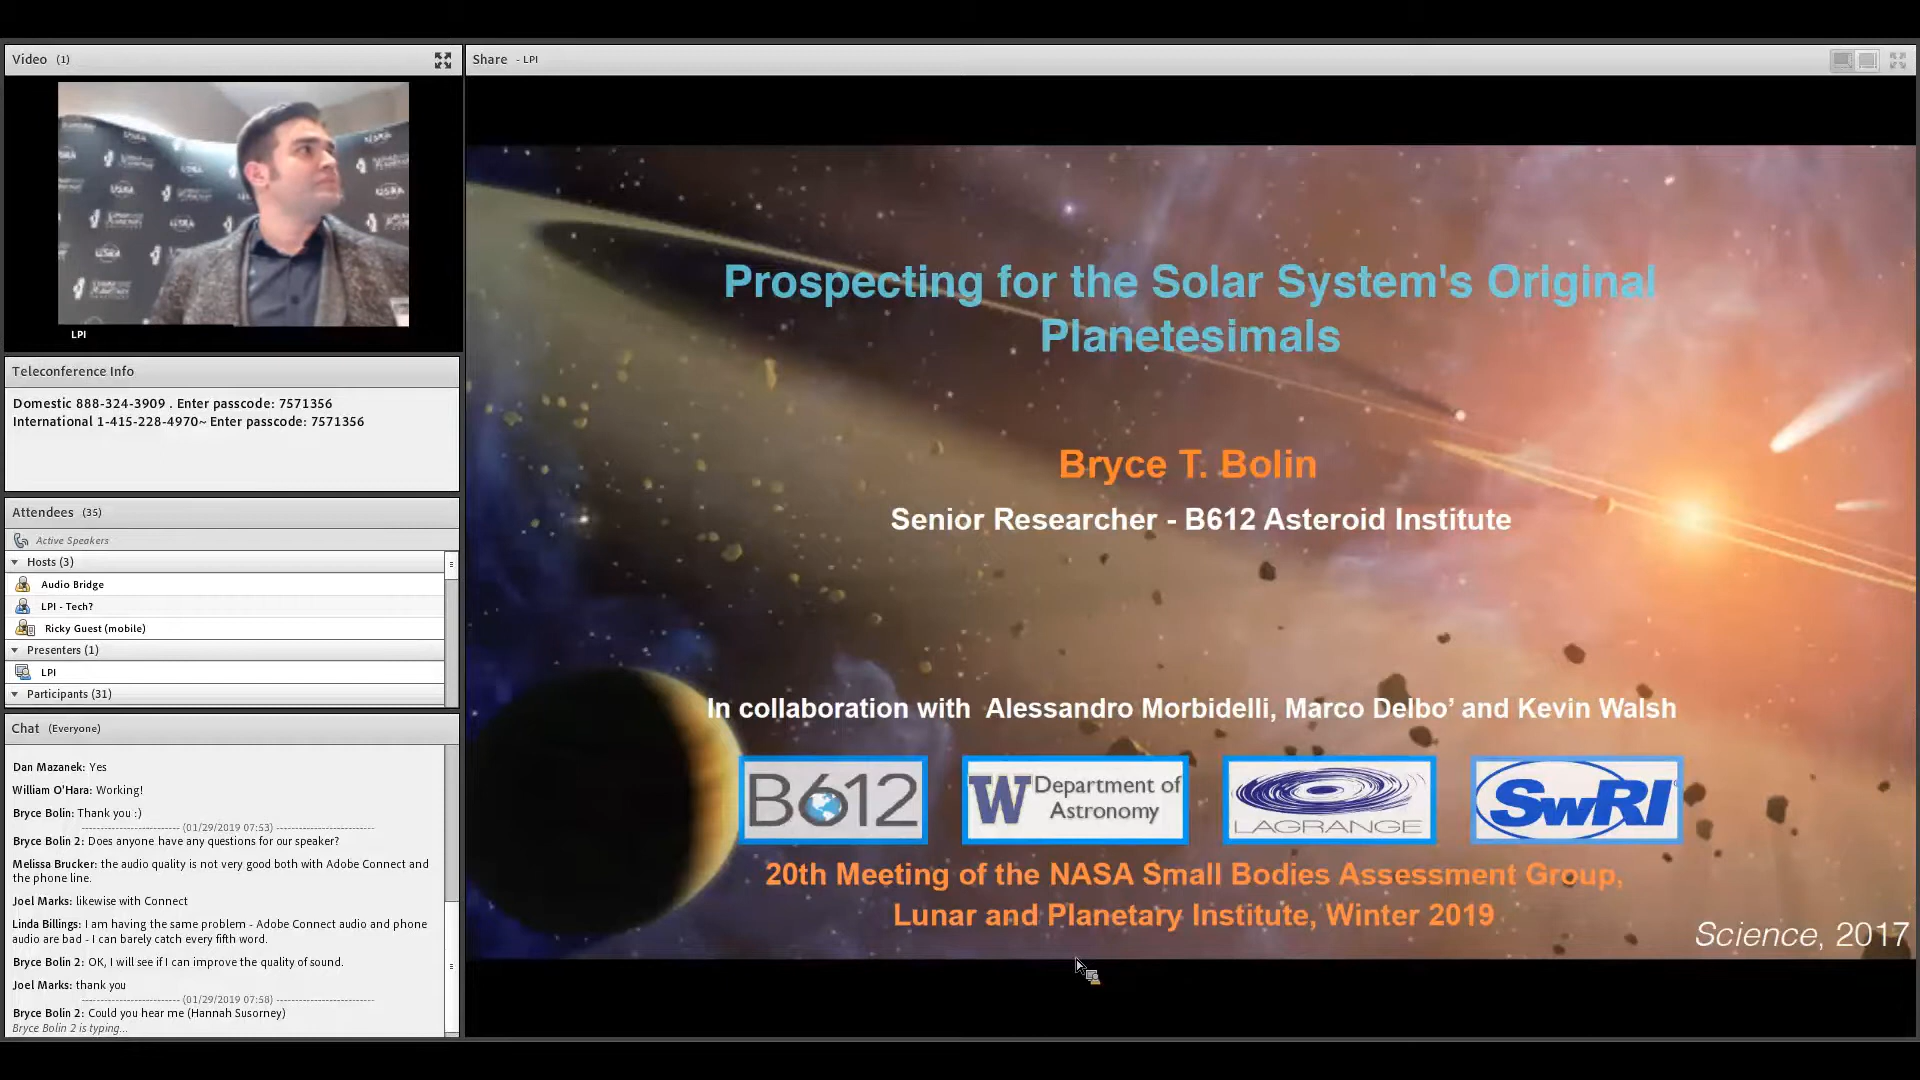 Video (1)
LPI
Teleconference Info
Domestic 888-324-3909 . Enter passcode: 7571356
International 1-415-228-4970~ Enter passcode: 7571356
Attendees (35)
Active Speakers
Hosts (3)
Audio Bridge
LPI - Tech?
Ricky Guest (mobile)
Presenters (1)
LPI
Participants (31)
Chat (Everyone)
Dan Mazanek: Yes
William O'Hara: Working!
Bryce Bolin: Thank you :)
------------------------- (01/29/2019 07:53) -------------------------
Bryce Bolin 2: Does anyone have any questions for our speaker?
Melissa Brucker: the audio quality is not very good both with Adobe Connect and
the phone line.
Joel Marks: likewise with Connect
Linda Billings: I am having the same problem - Adobe Connect audio and phone
audio are bad - I can barely catch every fifth word.
Bryce Bolin 2: OK, I will see if I can improve the quality of sound.
Joel Marks: thank you
------------------------- (01/29/2019 07:58) -------------------------
Bryce Bolin 2: Could you hear me (Hannah Susorney)
Bryce Bolin 2 is typing...
Share - LPI
Prospecting for the Solar System's Original
Planetesimals
Bryce T. Bolin
Senior Researcher - B612 Asteroid Institute
In collaboration with Alessandro Morbidelli, Marco Delbo’ and Kevin Walsh
B612
W Department of
Astronomy
LAGRANGE
SwRI
20th Meeting of the NASA Small Bodies Assessment Group,
Lunar and Planetary Institute, Winter 2019
Science, 2017